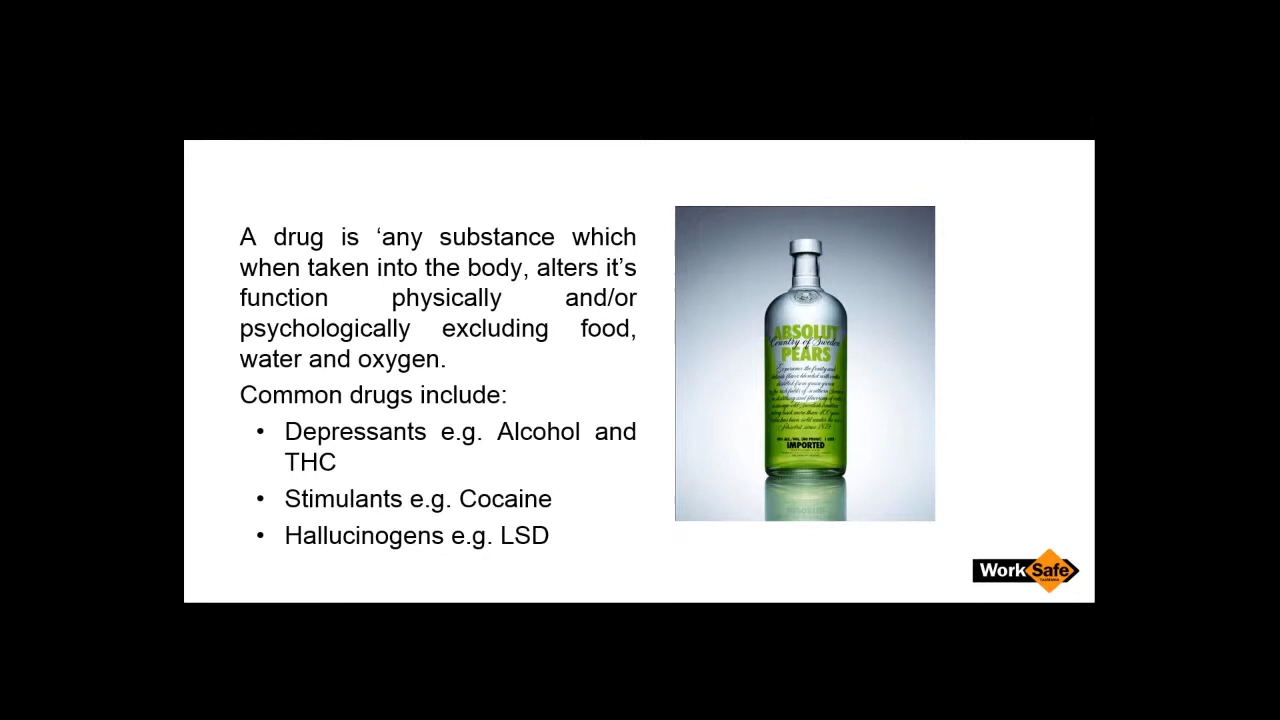 A drug is ‘any substance which
when taken into the body, alters it’s
function physically and/or
psychologically excluding food,
water and oxygen.
Common drugs include:
• Depressants e.g. Alcohol and
THC
• Stimulants e.g. Cocaine
• Hallucinogens e.g. LSD
ABSOLUT
Country of Sweden
PEARS
IMPORTED
WorkSafe
TASMANIA